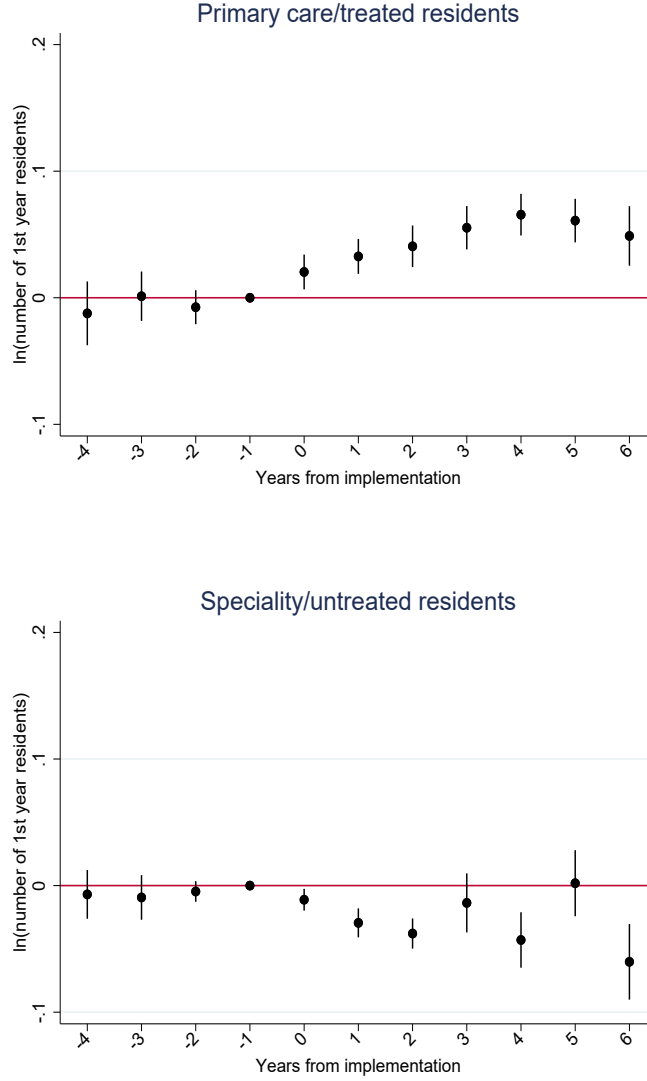 Primary care/treated residents
ln(number of 1st year residents)
.2
.1
0
-.1
-4 -3 -2 -1 0 1 2 3 4 5 6
Years from implementation
Speciality/untreated residents
ln(number of 1st year residents)
.2
.1
0
-.1
-4 -3 -2 -1 0 1 2 3 4 5 6
Years from implementation